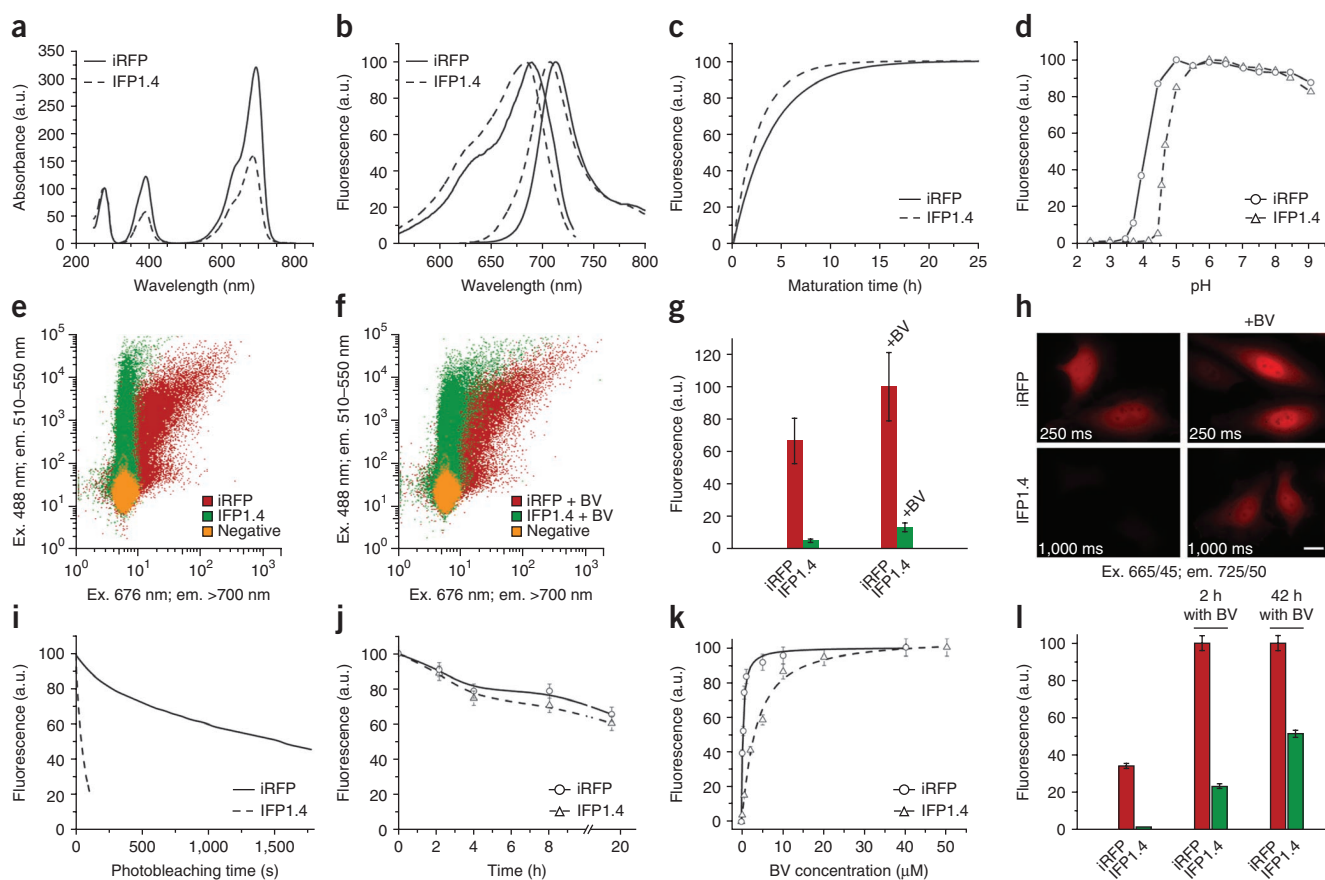 a
iRFP
IFP1.4
Absorbance (a.u.)
350
300
250
200
150
100
50
0
200 400 600 800
Wavelength (nm)
b
iRFP
IFP1.4
Fluorescence (a.u.)
100
80
60
40
20
0
600 650 700 750 800
Wavelength (nm)
c
Fluorescence (a.u.)
100
80
60
40
20
0
iRFP
IFP1.4
0 5 10 15 20 25
Maturation time (h)
d
Fluorescence (a.u.)
100
80
60
40
20
0
iRFP
IFP1.4
2 3 4 5 6 7 8 9
pH
e
Ex. 488 nm; em. 510–550 nm
10⁵
10⁴
10³
10²
10¹
10⁰
iRFP
IFP1.4
Negative
10⁰ 10¹ 10² 10³
Ex. 676 nm; em. >700 nm
f
Ex. 488 nm; em. 510–550 nm
10⁵
10⁴
10³
10²
10¹
10⁰
iRFP + BV
IFP1.4 + BV
Negative
10⁰ 10¹ 10² 10³
Ex. 676 nm; em. >700 nm
g
Fluorescence (a.u.)
120
100
80
60
40
20
0
+BV
+BV
iRFP
IFP1.4
iRFP
IFP1.4
h
+BV
iRFP
250 ms
250 ms
IFP1.4
1,000 ms
1,000 ms
Ex. 665/45; em. 725/50
i
Fluorescence (a.u.)
100
80
60
40
20
0
iRFP
IFP1.4
0 500 1,000 1,500
Photobleaching time (s)
j
Fluorescence (a.u.)
100
80
60
40
20
0
iRFP
IFP1.4
0 2 4 6 8 20
Time (h)
k
Fluorescence (a.u.)
100
80
60
40
20
0
iRFP
IFP1.4
0 10 20 30 40 50
BV concentration (μM)
l
2 h
with BV
42 h
with BV
Fluorescence (a.u.)
100
80
60
40
20
0
iRFP
IFP1.4
iRFP
IFP1.4
iRFP
IFP1.4